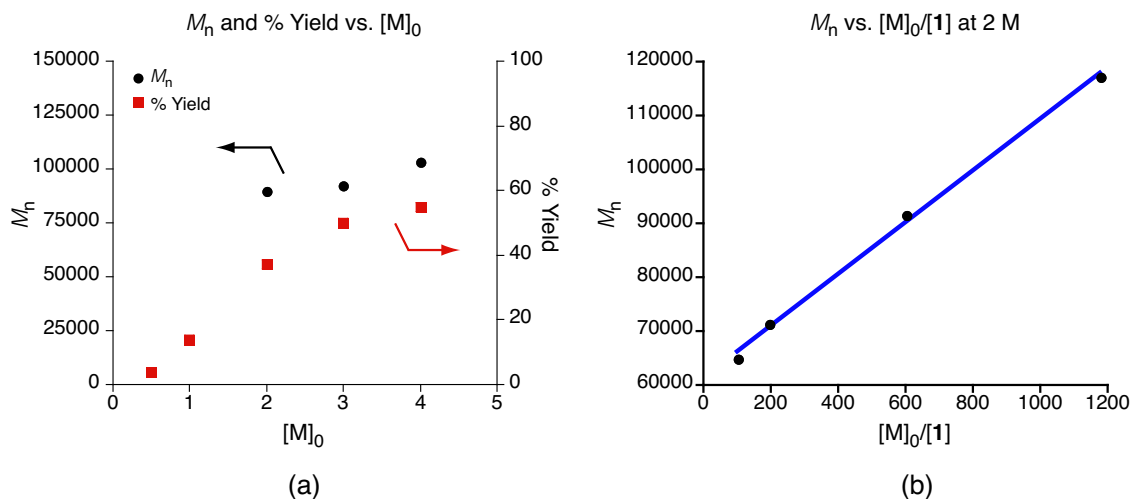 Mn and % Yield vs. [M]0
150000
125000
100000
75000
50000
25000
0
Mn
Mn
% Yield
100
80
60
40
20
0
% Yield
0 1 2 3 4 5
[M]0
(a)
Mn vs. [M]0/[1] at 2 M
120000
110000
100000
90000
80000
70000
60000
Mn
0 200 400 600 800 1000 1200
[M]0/[1]
(b)